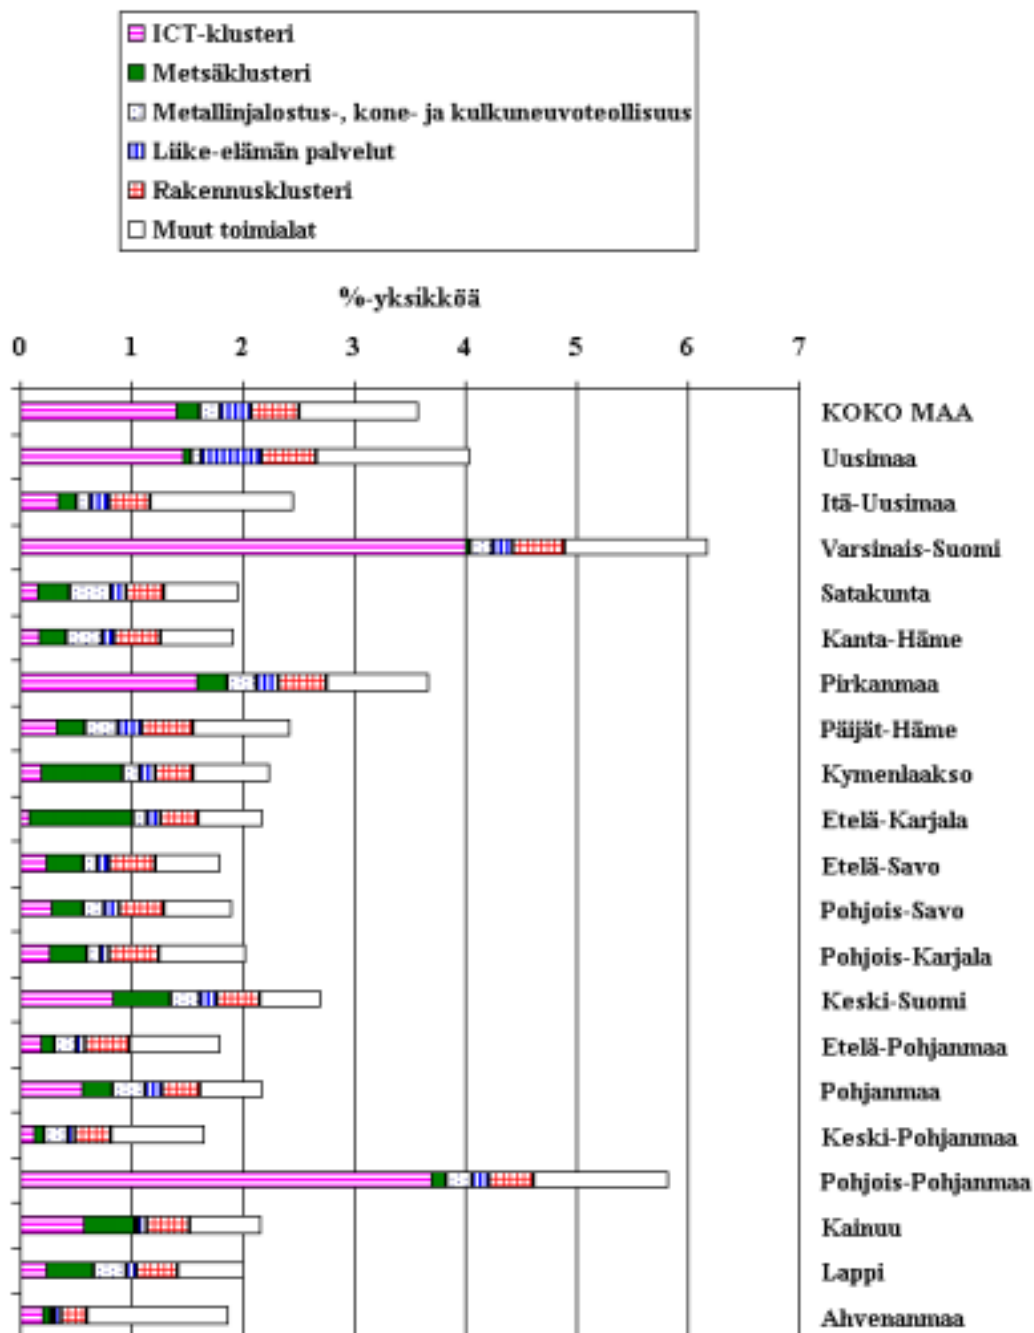 ICT-klusteri
Metsäklusteri
Metallinjalostus-, kone- ja kulkuneuvoteollisuus
Liike-elämän palvelut
Rakennusklusteri
Muut toimialat
%-yksikköä
0 1 2 3 4 5 6 7
KOKO MAA
Uusimaa
Itä-Uusimaa
Varsinais-Suomi
Satakunta
Kanta-Häme
Pirkanmaa
Päijät-Häme
Kymenlaakso
Etelä-Karjala
Etelä-Savo
Pohjois-Savo
Pohjois-Karjala
Keski-Suomi
Etelä-Pohjanmaa
Pohjanmaa
Keski-Pohjanmaa
Pohjois-Pohjanmaa
Kainuu
Lappi
Ahvenanmaa